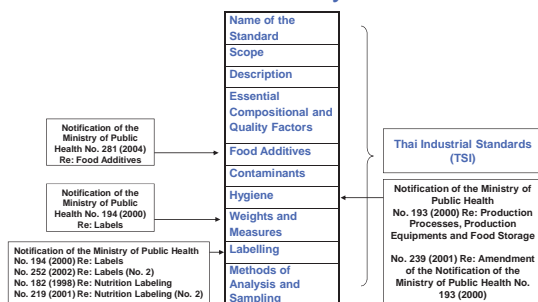 Name of the
Standard
Scope
Description
Essential
Compositional and
Quality Factors
Food Additives
Contaminants
Hygiene
Weights and
Measures
Labelling
Methods of
Analysis and
Sampling
Notification of the
Ministry of Public
Health No. 281 (2004)
Re: Food Additives
Notification of the
Ministry of Public
Health No. 194 (2000)
Re: Labels
Notification of the Ministry of Public Health
No. 194 (2000) Re: Labels
No. 252 (2002) Re: Labels (No. 2)
No. 182 (1998) Re: Nutrition Labeling
No. 219 (2001) Re: Nutrition Labeling (No. 2)
Thai Industrial Standards
(TSI)
Notification of the Ministry of
Public Health
No. 193 (2000) Re: Production
Processes, Production
Equipments and Food Storage
No. 239 (2001) Re: Amendment
of the Notification of the
Ministry of Public Health No.
193 (2000)